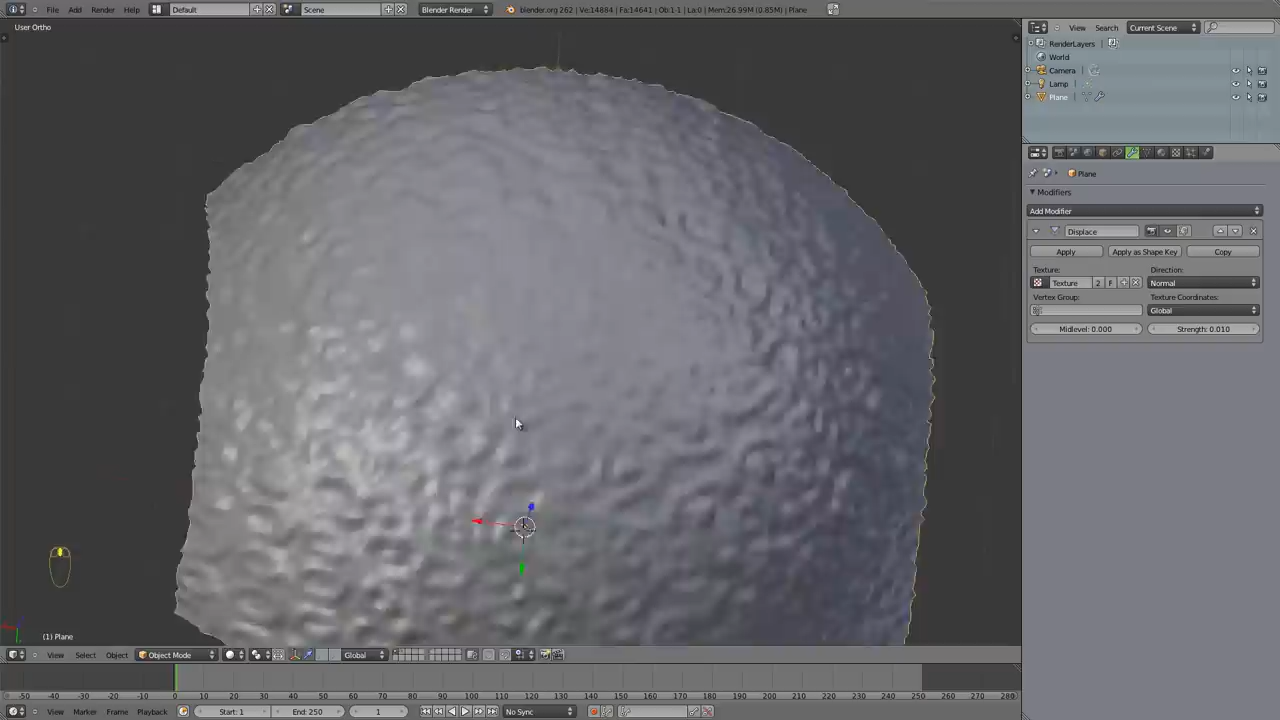 File Add Render Help Default Scene Blender Render blender.org 262 | Ve:14884 | Fa:14641 | Ob:1-1 | La:0 | Mem:26.99M (0.85M) | Plane
User Ortho
View Search Current Scene
RenderLayers
World
Camera
Lamp
Plane
Plane
Modifiers
Add Modifier
Displace
Apply Apply as Shape Key Copy
Texture: Direction:
Texture 2 F Normal
Vertex Group: Texture Coordinates:
Global
Midlevel: 0.000 Strength: 0.010
(1) Plane
View Select Object Object Mode Global
-50 -40 -30 -20 -10 0 10 20 30 40 50 60 70 80 90 100 110 120 130 140 150 160 170 180 190 200 210 220 230 240 250 260 270 280
View Marker Frame Playback Start: 1 End: 250 1 No Sync